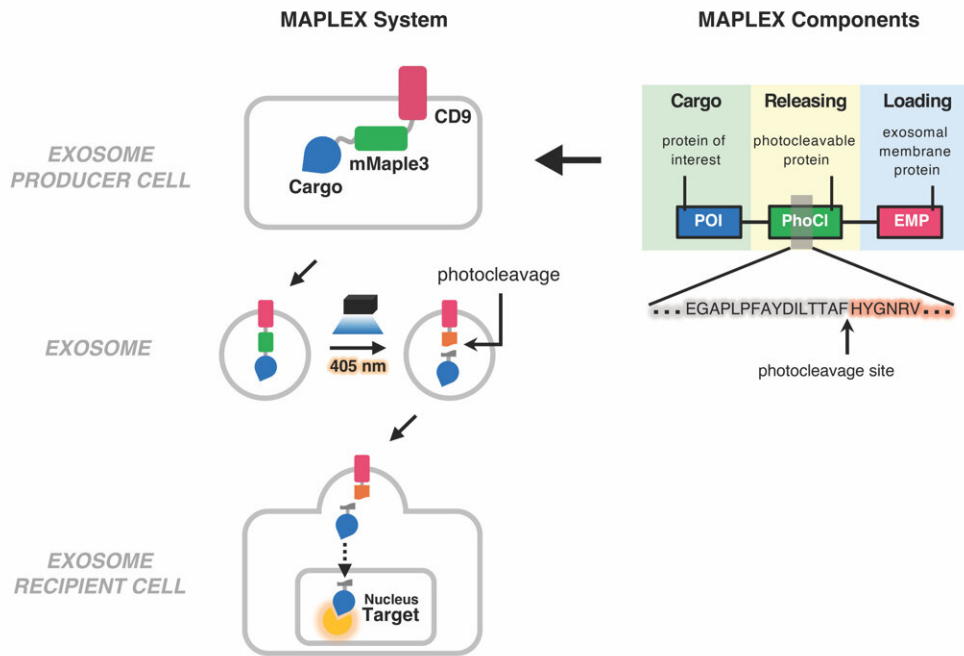 MAPLEX System
MAPLEX Components
EXOSOME
PRODUCER CELL
CD9
mMaple3
Cargo
Cargo
Releasing
Loading
protein of
interest
photocleavable
protein
exosomal
membrane
protein
POI
PhoCl
EMP
...EGAPLPFAYDILTTAFHYGNRV...
photocleavage site
photocleavage
EXOSOME
405 nm
EXOSOME
RECIPIENT CELL
Nucleus
Target